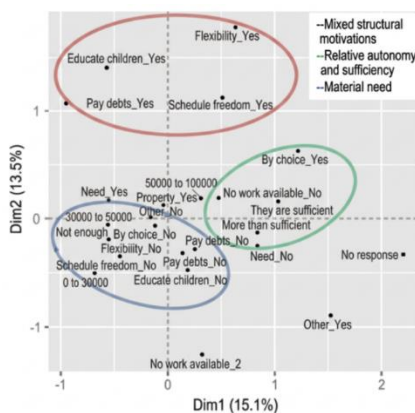 Flexibility_Yes
--Mixed structural
motivations
--Relative autonomy
and sufficiency
--Material need
Educate children_Yes
Pay debts_Yes
Schedule freedom_Yes
By choice_Yes
50000 to 100000
Need_Yes
No work available_No
Property_Yes
They are sufficient
30000 to 50000
Other_No
More than sufficient
Not enough
By choice_No
Pay debts_No
Flexibility_No
Need_No
No response
Schedule freedom_No
Pay debts_No
0 to 30000
Educate children_No
Other_Yes
No work available_2
1
0
-1
-1
0
1
2
Dim1 (15.1%)
Dim2 (13.5%)